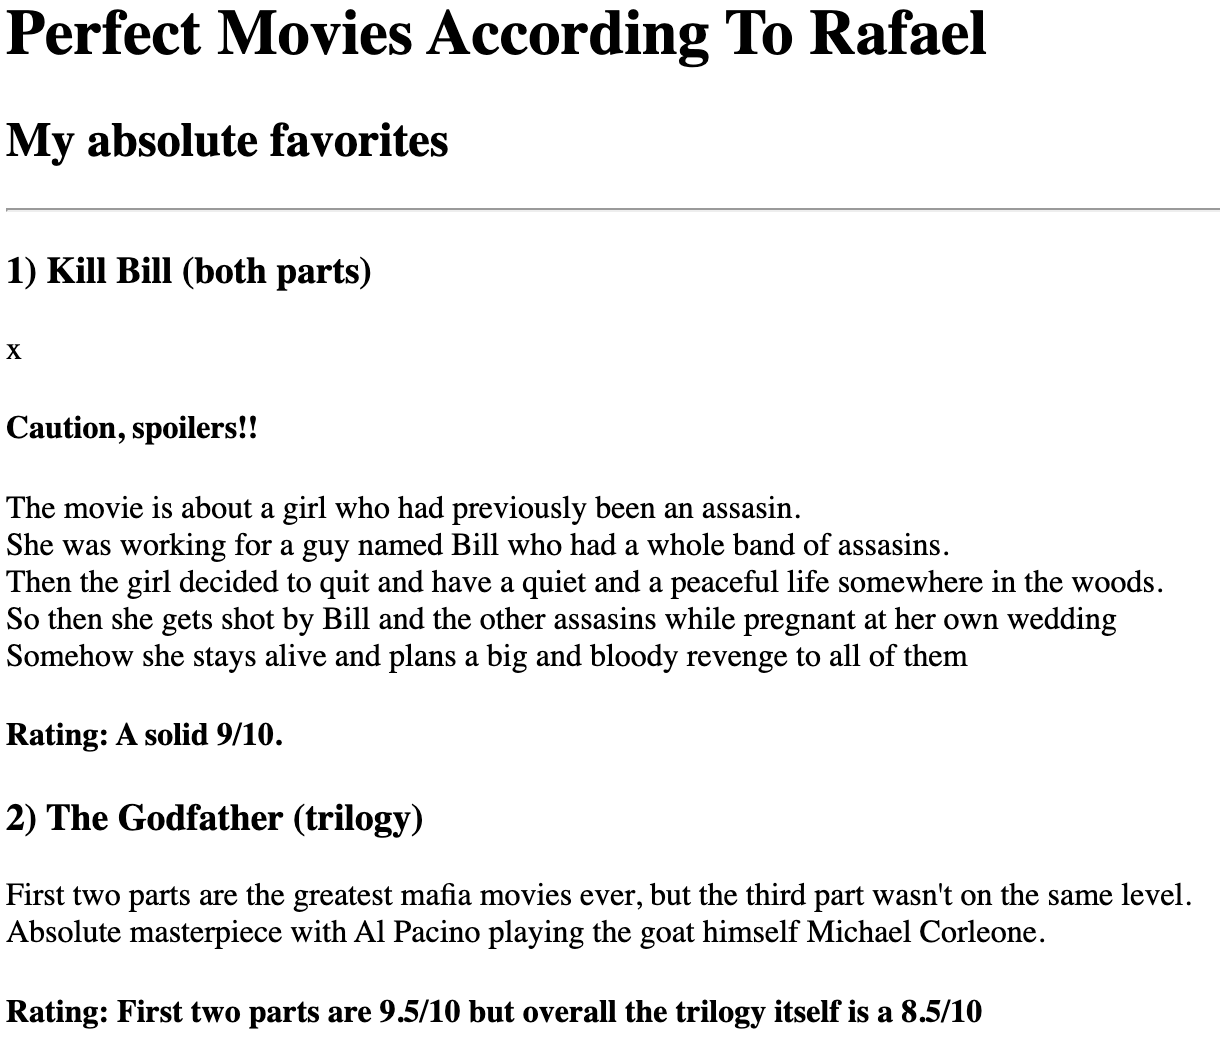 Perfect Movies According To Rafael
My absolute favorites
1) Kill Bill (both parts)
x
Caution, spoilers!!
The movie is about a girl who had previously been an assasin.
She was working for a guy named Bill who had a whole band of assasins.
Then the girl decided to quit and have a quiet and a peaceful life somewhere in the woods.
So then she gets shot by Bill and the other assasins while pregnant at her own wedding
Somehow she stays alive and plans a big and bloody revenge to all of them
Rating: A solid 9/10.
2) The Godfather (trilogy)
First two parts are the greatest mafia movies ever, but the third part wasn't on the same level.
Absolute masterpiece with Al Pacino playing the goat himself Michael Corleone.
Rating: First two parts are 9.5/10 but overall the trilogy itself is a 8.5/10